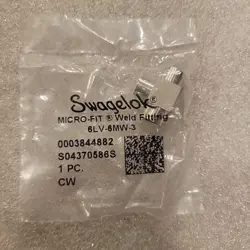 Swagelok
MICRO-FIT ® Weld Fitting
6LV-6MW-3
0003844882
S04370586S
1 PC.
CW